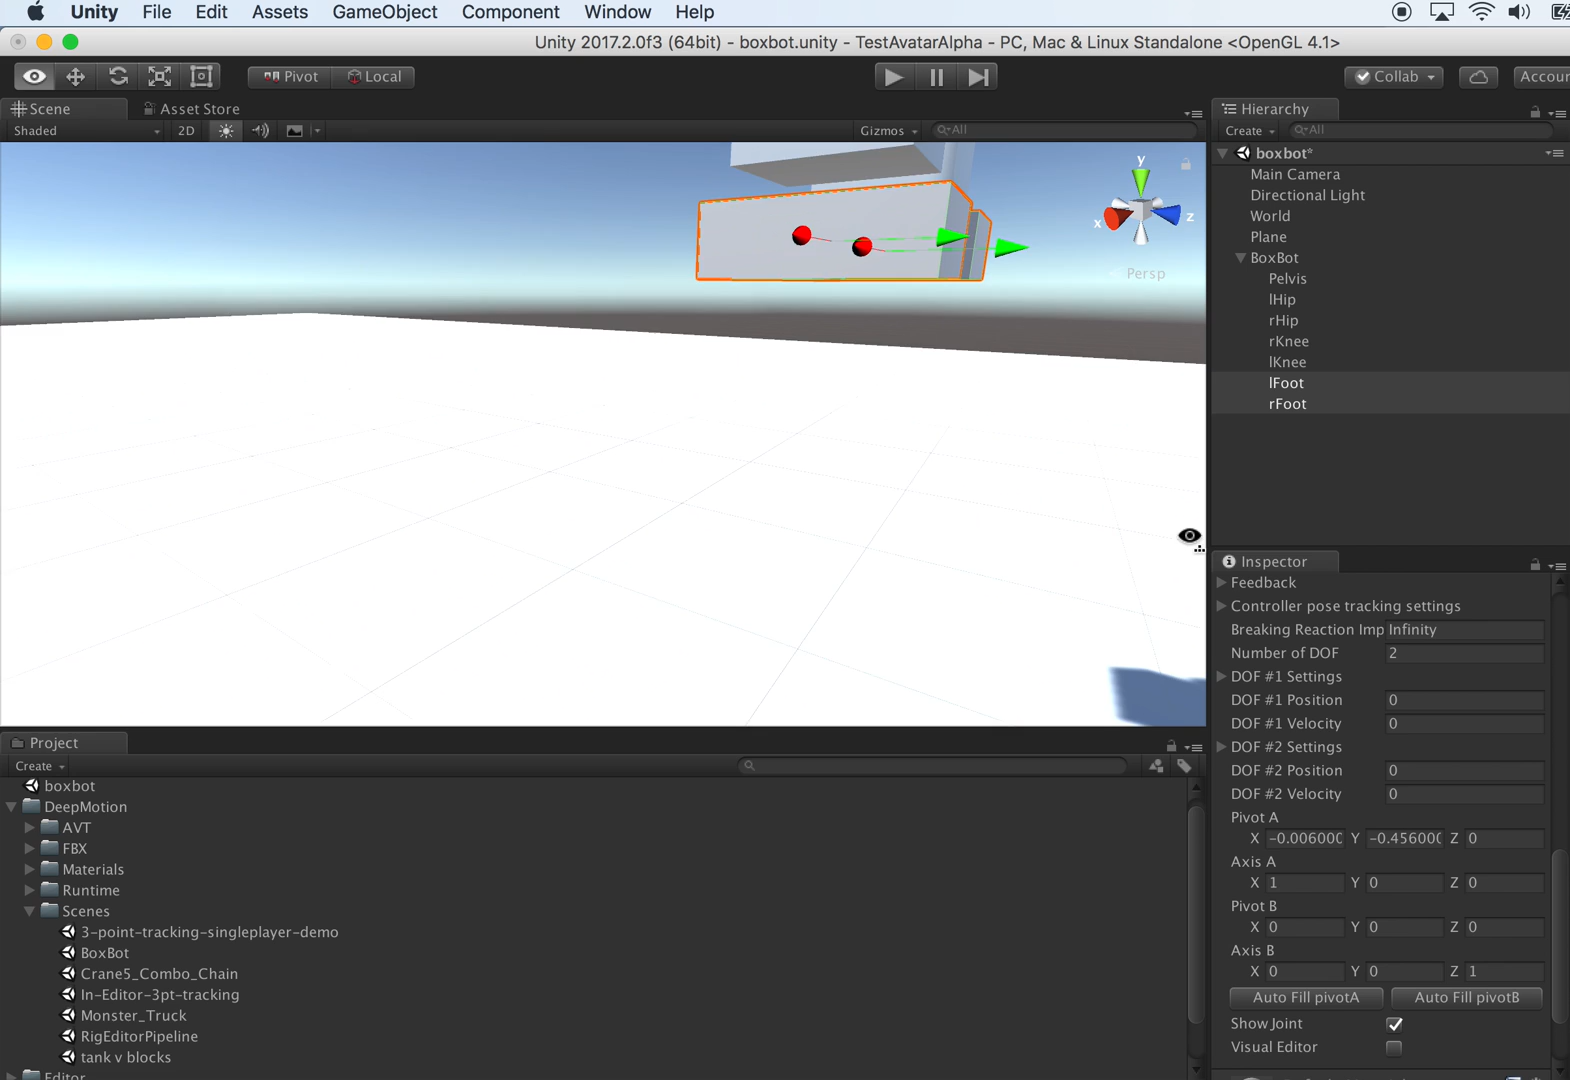 Unity File Edit Assets GameObject Component Window Help
Unity 2017.2.0f3 (64bit) - boxbot.unity - TestAvatarAlpha - PC, Mac & Linux Standalone <OpenGL 4.1>
Pivot Local Collab Accoun
Scene Asset Store
Shaded 2D Gizmos All
y
x
z
Persp
Hierarchy
Create All
boxbot*
Main Camera
Directional Light
World
Plane
BoxBot
Pelvis
lHip
rHip
rKnee
lKnee
lFoot
rFoot
Inspector
Feedback
Controller pose tracking settings
Breaking Reaction Imp Infinity
Number of DOF 2
DOF #1 Settings
DOF #1 Position 0
DOF #1 Velocity 0
DOF #2 Settings
DOF #2 Position 0
DOF #2 Velocity 0
Pivot A
X -0.006000 Y -0.456000 Z 0
Axis A
X 1 Y 0 Z 0
Pivot B
X 0 Y 0 Z 0
Axis B
X 0 Y 0 Z 1
Auto Fill pivotA Auto Fill pivotB
Show Joint
Visual Editor
Project
Create
boxbot
DeepMotion
AVT
FBX
Materials
Runtime
Scenes
3-point-tracking-singleplayer-demo
BoxBot
Crane5_Combo_Chain
In-Editor-3pt-tracking
Monster_Truck
RigEditorPipeline
tank v blocks
Editor